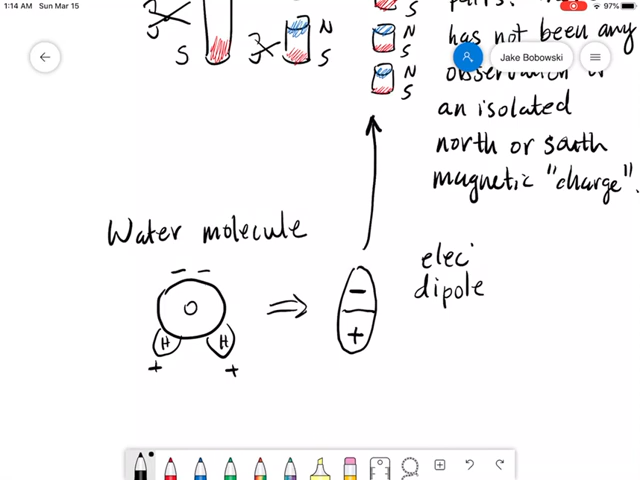 1:14 AM Sun Mar 15
97%
Jake Bobowski
has not been any
an isolated
north or south
magnetic "charge".
S
N
S
S
N
S
Water molecule
elec'
dipole
− −
O
H
H
+
+
−
+